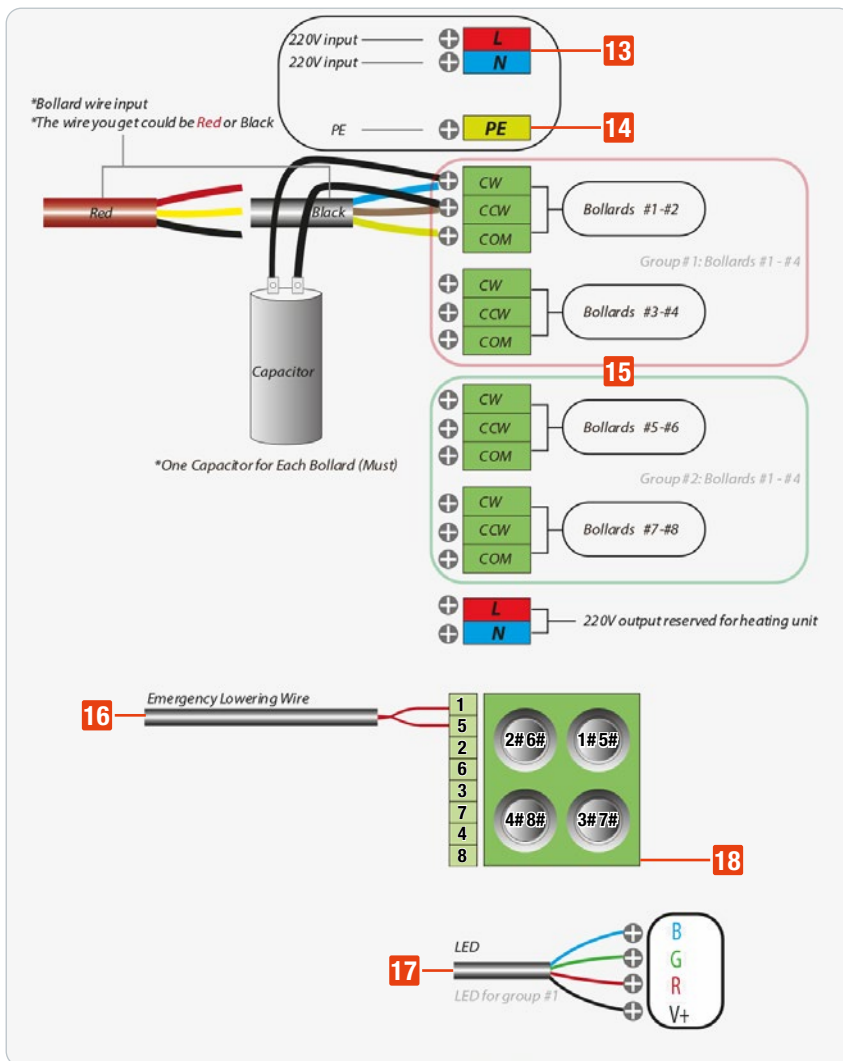 220V input
L
13
220V input
N
*Bollard wire input
*The wire you get could be Red or Black
PE
PE
14
Red
Black
CW
CCW
COM
Bollards #1-#2
Group#1: Bollards #1 - #4
CW
CCW
COM
Bollards #3-#4
Capacitor
15
*One Capacitor for Each Bollard (Must)
CW
CCW
COM
Bollards #5-#6
Group#2: Bollards #1 - #4
CW
CCW
COM
Bollards #7-#8
L
N
220V output reserved for heating unit
16
Emergency Lowering Wire
1
5
2
6
3
7
4
8
2#6#
1#5#
4#8#
3#7#
18
17
LED
LED for group #1
B
G
R
V+